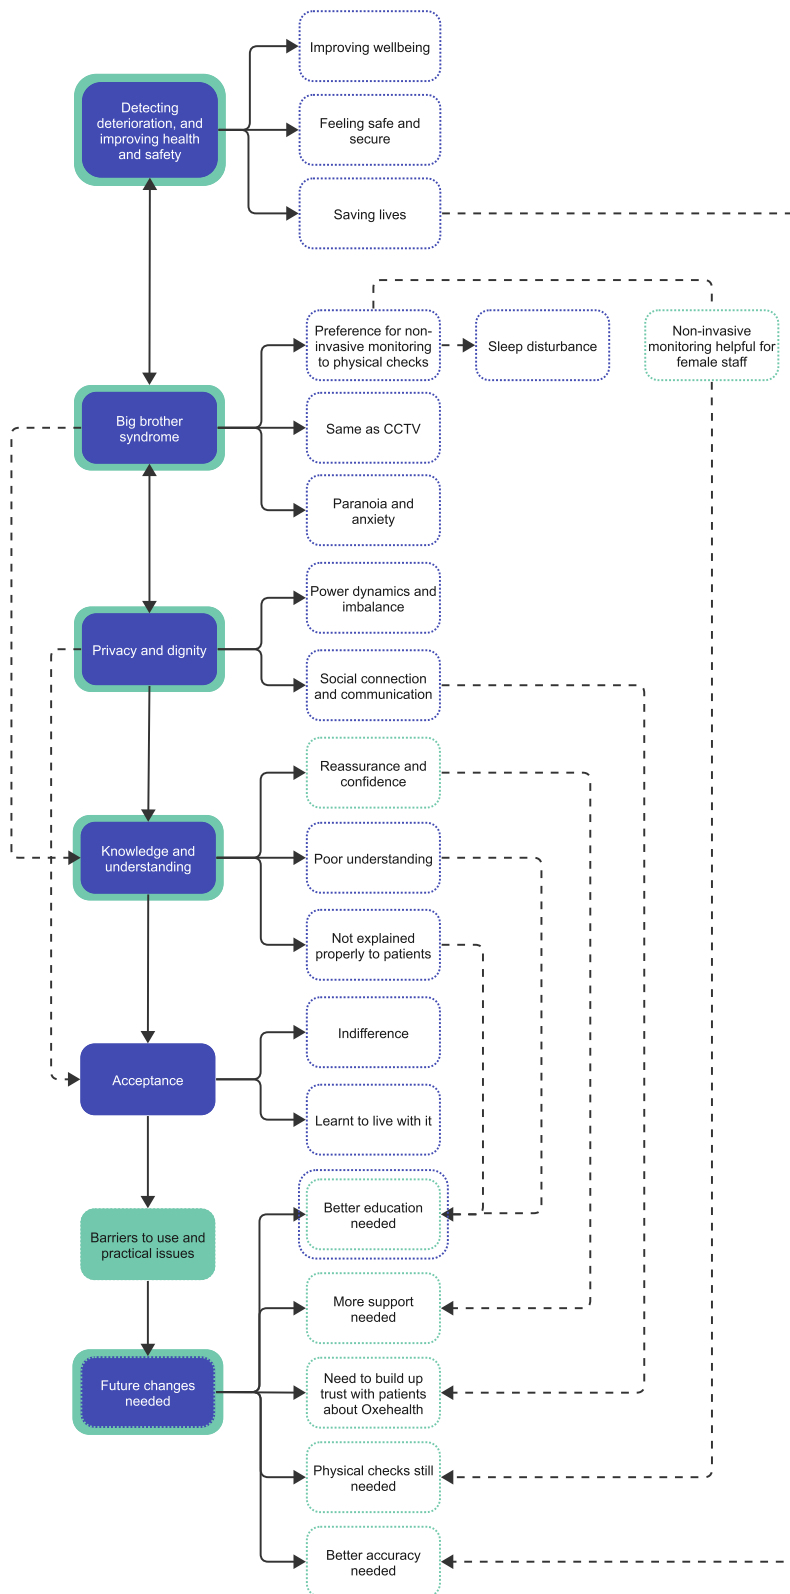 Improving wellbeing
Detecting
deterioration, and
improving health
and safety
Feeling safe and
secure
Saving lives
Preference for non-
invasive monitoring
to physical checks
Sleep disturbance
Non-invasive
monitoring helpful for
female staff
Big brother
syndrome
Same as CCTV
Paranoia and
anxiety
Power dynamics and
imbalance
Privacy and dignity
Social connection
and communication
Reassurance and
confidence
Knowledge and
understanding
Poor understanding
Not explained
properly to patients
Indifference
Acceptance
Learnt to live with it
Better education
needed
Barriers to use and
practical issues
More support
needed
Future changes
needed
Need to build up
trust with patients
about Oxehealth
Physical checks still
needed
Better accuracy
needed